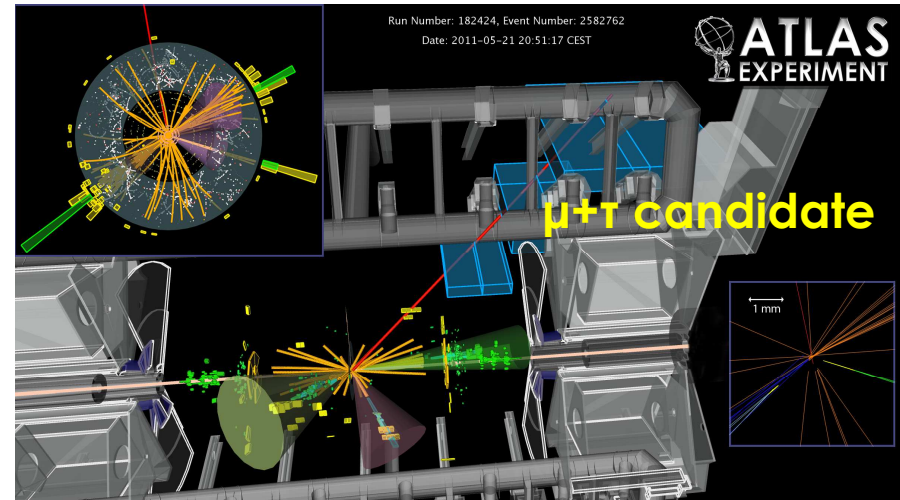 Run Number: 182424, Event Number: 2582762
Date: 2011-05-21 20:51:17 CEST
ATLAS
EXPERIMENT
μ+τ candidate
1 mm